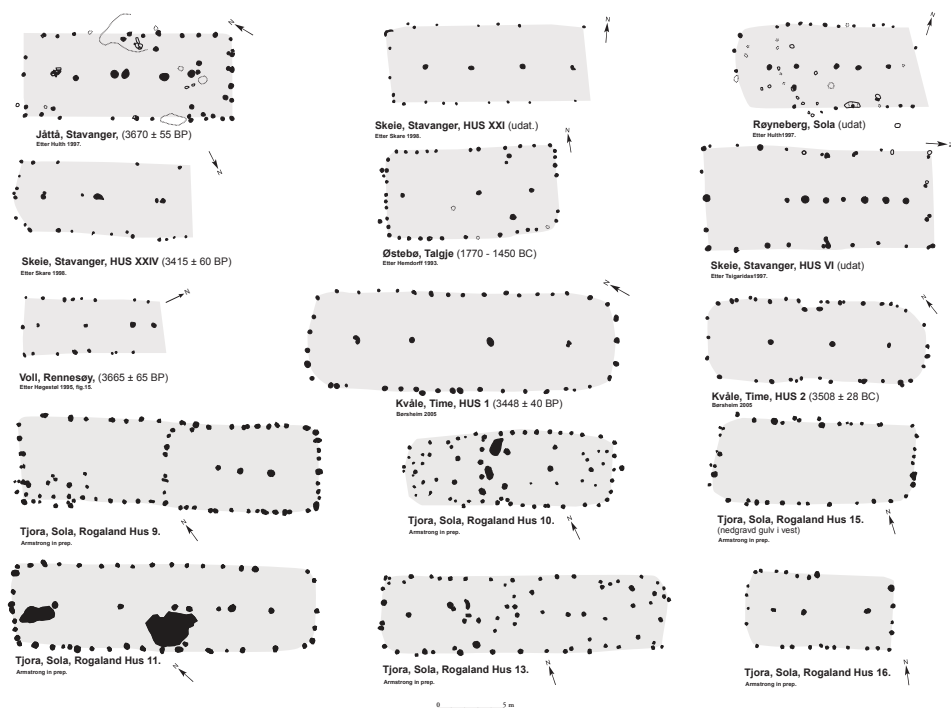 N
Jåttå, Stavanger, (3670 ± 55 BP)
Etter Hulth 1997.
N
Skeie, Stavanger, HUS XXI (udat.)
Etter Skare 1998.
N
Røyneberg, Sola (udat)
Etter Hulth1997.
N
Skeie, Stavanger, HUS XXIV (3415 ± 60 BP)
Etter Skare 1998.
N
Østebø, Talgje (1770 - 1450 BC)
Etter Hemdorff 1993.
Skeie, Stavanger, HUS VI (udat)
Etter Tsigaridas1997.
N
Voll, Rennesøy, (3665 ± 65 BP)
Etter Høgestøl 1995, fig.15.
N
Kvåle, Time, HUS 1 (3448 ± 40 BP)
Børsheim 2005
N
Kvåle, Time, HUS 2 (3508 ± 28 BC)
Børsheim 2005
N
Tjora, Sola, Rogaland Hus 9.
Armstrong in prep.
N
Tjora, Sola, Rogaland Hus 10.
Armstrong in prep.
N
Tjora, Sola, Rogaland Hus 15.
(nedgravd gulv i vest)
Armstrong in prep.
N
Tjora, Sola, Rogaland Hus 11.
Armstrong in prep.
N
Tjora, Sola, Rogaland Hus 13.
Armstrong in prep.
N
Tjora, Sola, Rogaland Hus 16.
Armstrong in prep.
N
0 5 m